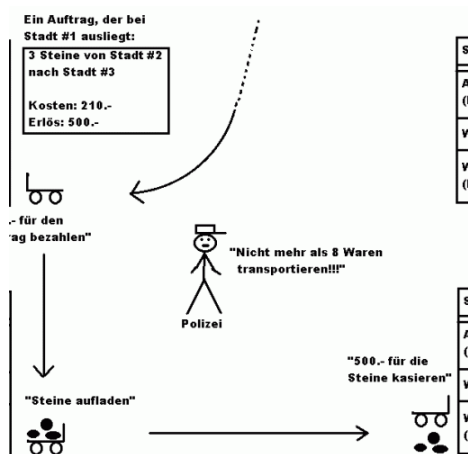 Ein Auftrag, der bei
Stadt #1 ausliegt:
3 Steine von Stadt #2
nach Stadt #3
Kosten: 210.-
Erlös: 500.-
.- für den
rag bezahlen"
"Nicht mehr als 8 Waren
transportieren!!!"
Polizei
"500.- für die
Steine kasieren"
"Steine aufladen"